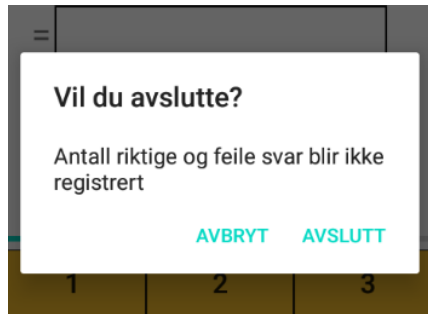 =
Vil du avslutte?
Antall riktige og feile svar blir ikke
registrert
AVBRYT AVSLUTT
1 2 3